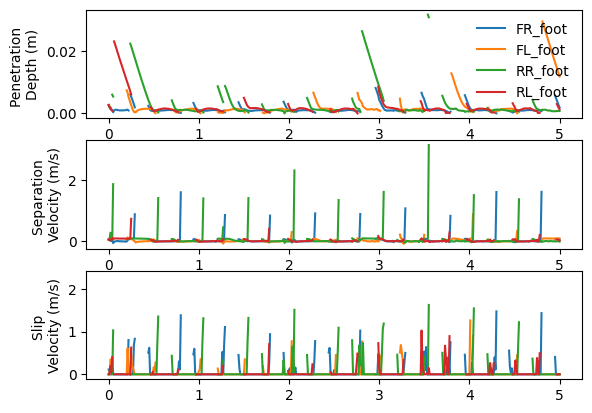 Penetration
Depth (m)
0.02
0.00
FR_foot
FL_foot
RR_foot
RL_foot
0 1 2 3 4 5
Separation
Velocity (m/s)
2
0
0 1 2 3 4 5
Slip
Velocity (m/s)
2
0
0 1 2 3 4 5